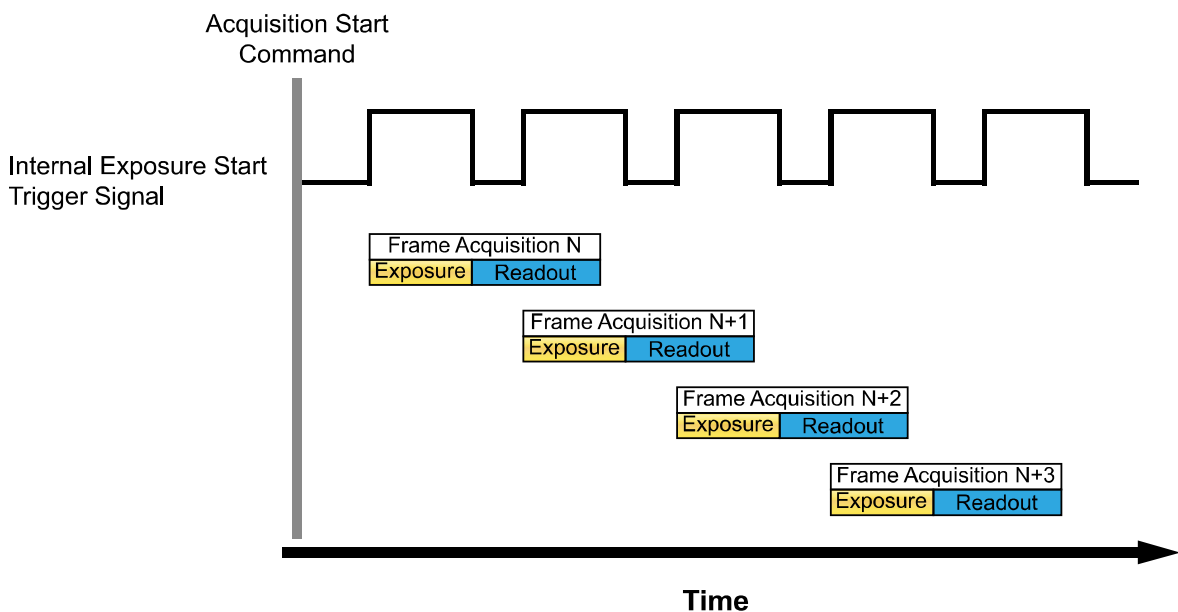 Acquisition Start
Command
Internal Exposure Start
Trigger Signal
Frame Acquisition N
Exposure Readout
Frame Acquisition N+1
Exposure Readout
Frame Acquisition N+2
Exposure Readout
Frame Acquisition N+3
Exposure Readout
Time